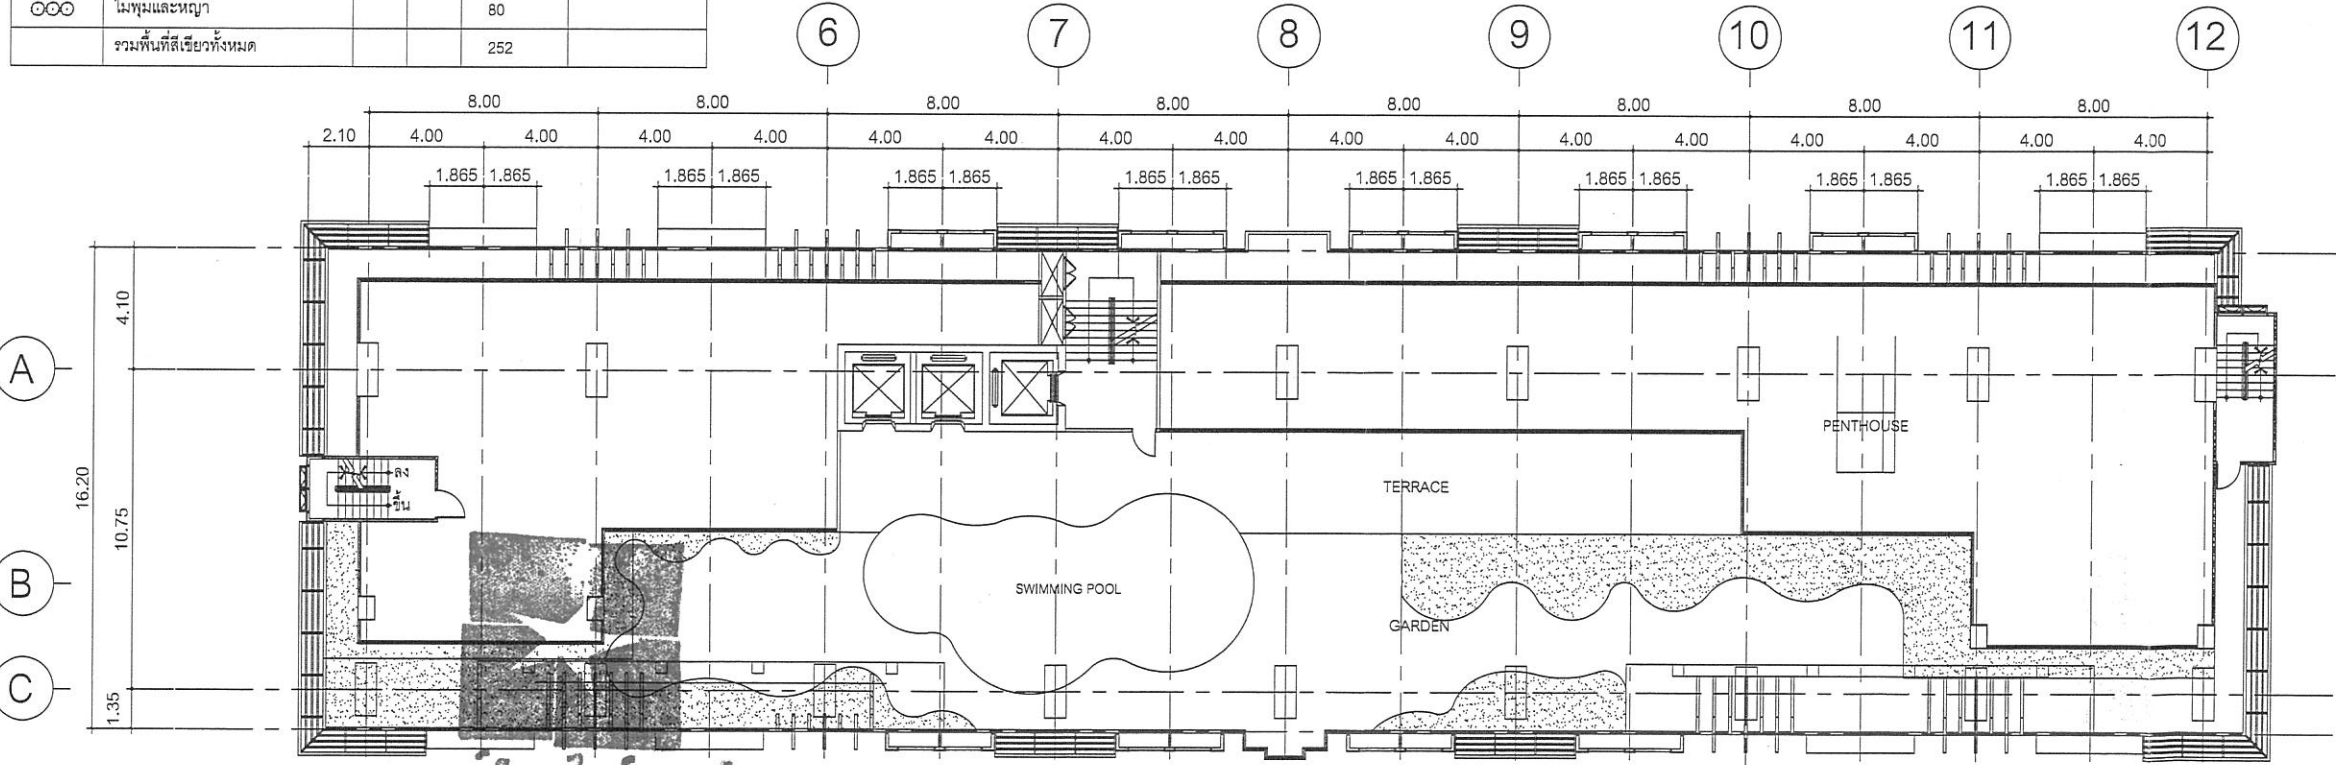 ไม้พุ่มและหญ้า 80
รวมพื้นที่สีเขียวทั้งหมด 252
6 7 8 9 10 11 12
8.00 8.00 8.00 8.00 8.00 8.00 8.00 8.00
2.10 4.00 4.00 4.00 4.00 4.00 4.00 4.00 4.00 4.00 4.00 4.00 4.00 4.00 4.00 4.00 4.00
1.865 1.865 1.865 1.865 1.865 1.865 1.865 1.865 1.865 1.865 1.865 1.865 1.865 1.865 1.865 1.865
4.10
A
PENTHOUSE
ลง
16.20
TERRACE
ขึ้น
10.75
B
SWIMMING POOL
GARDEN
C
1.35